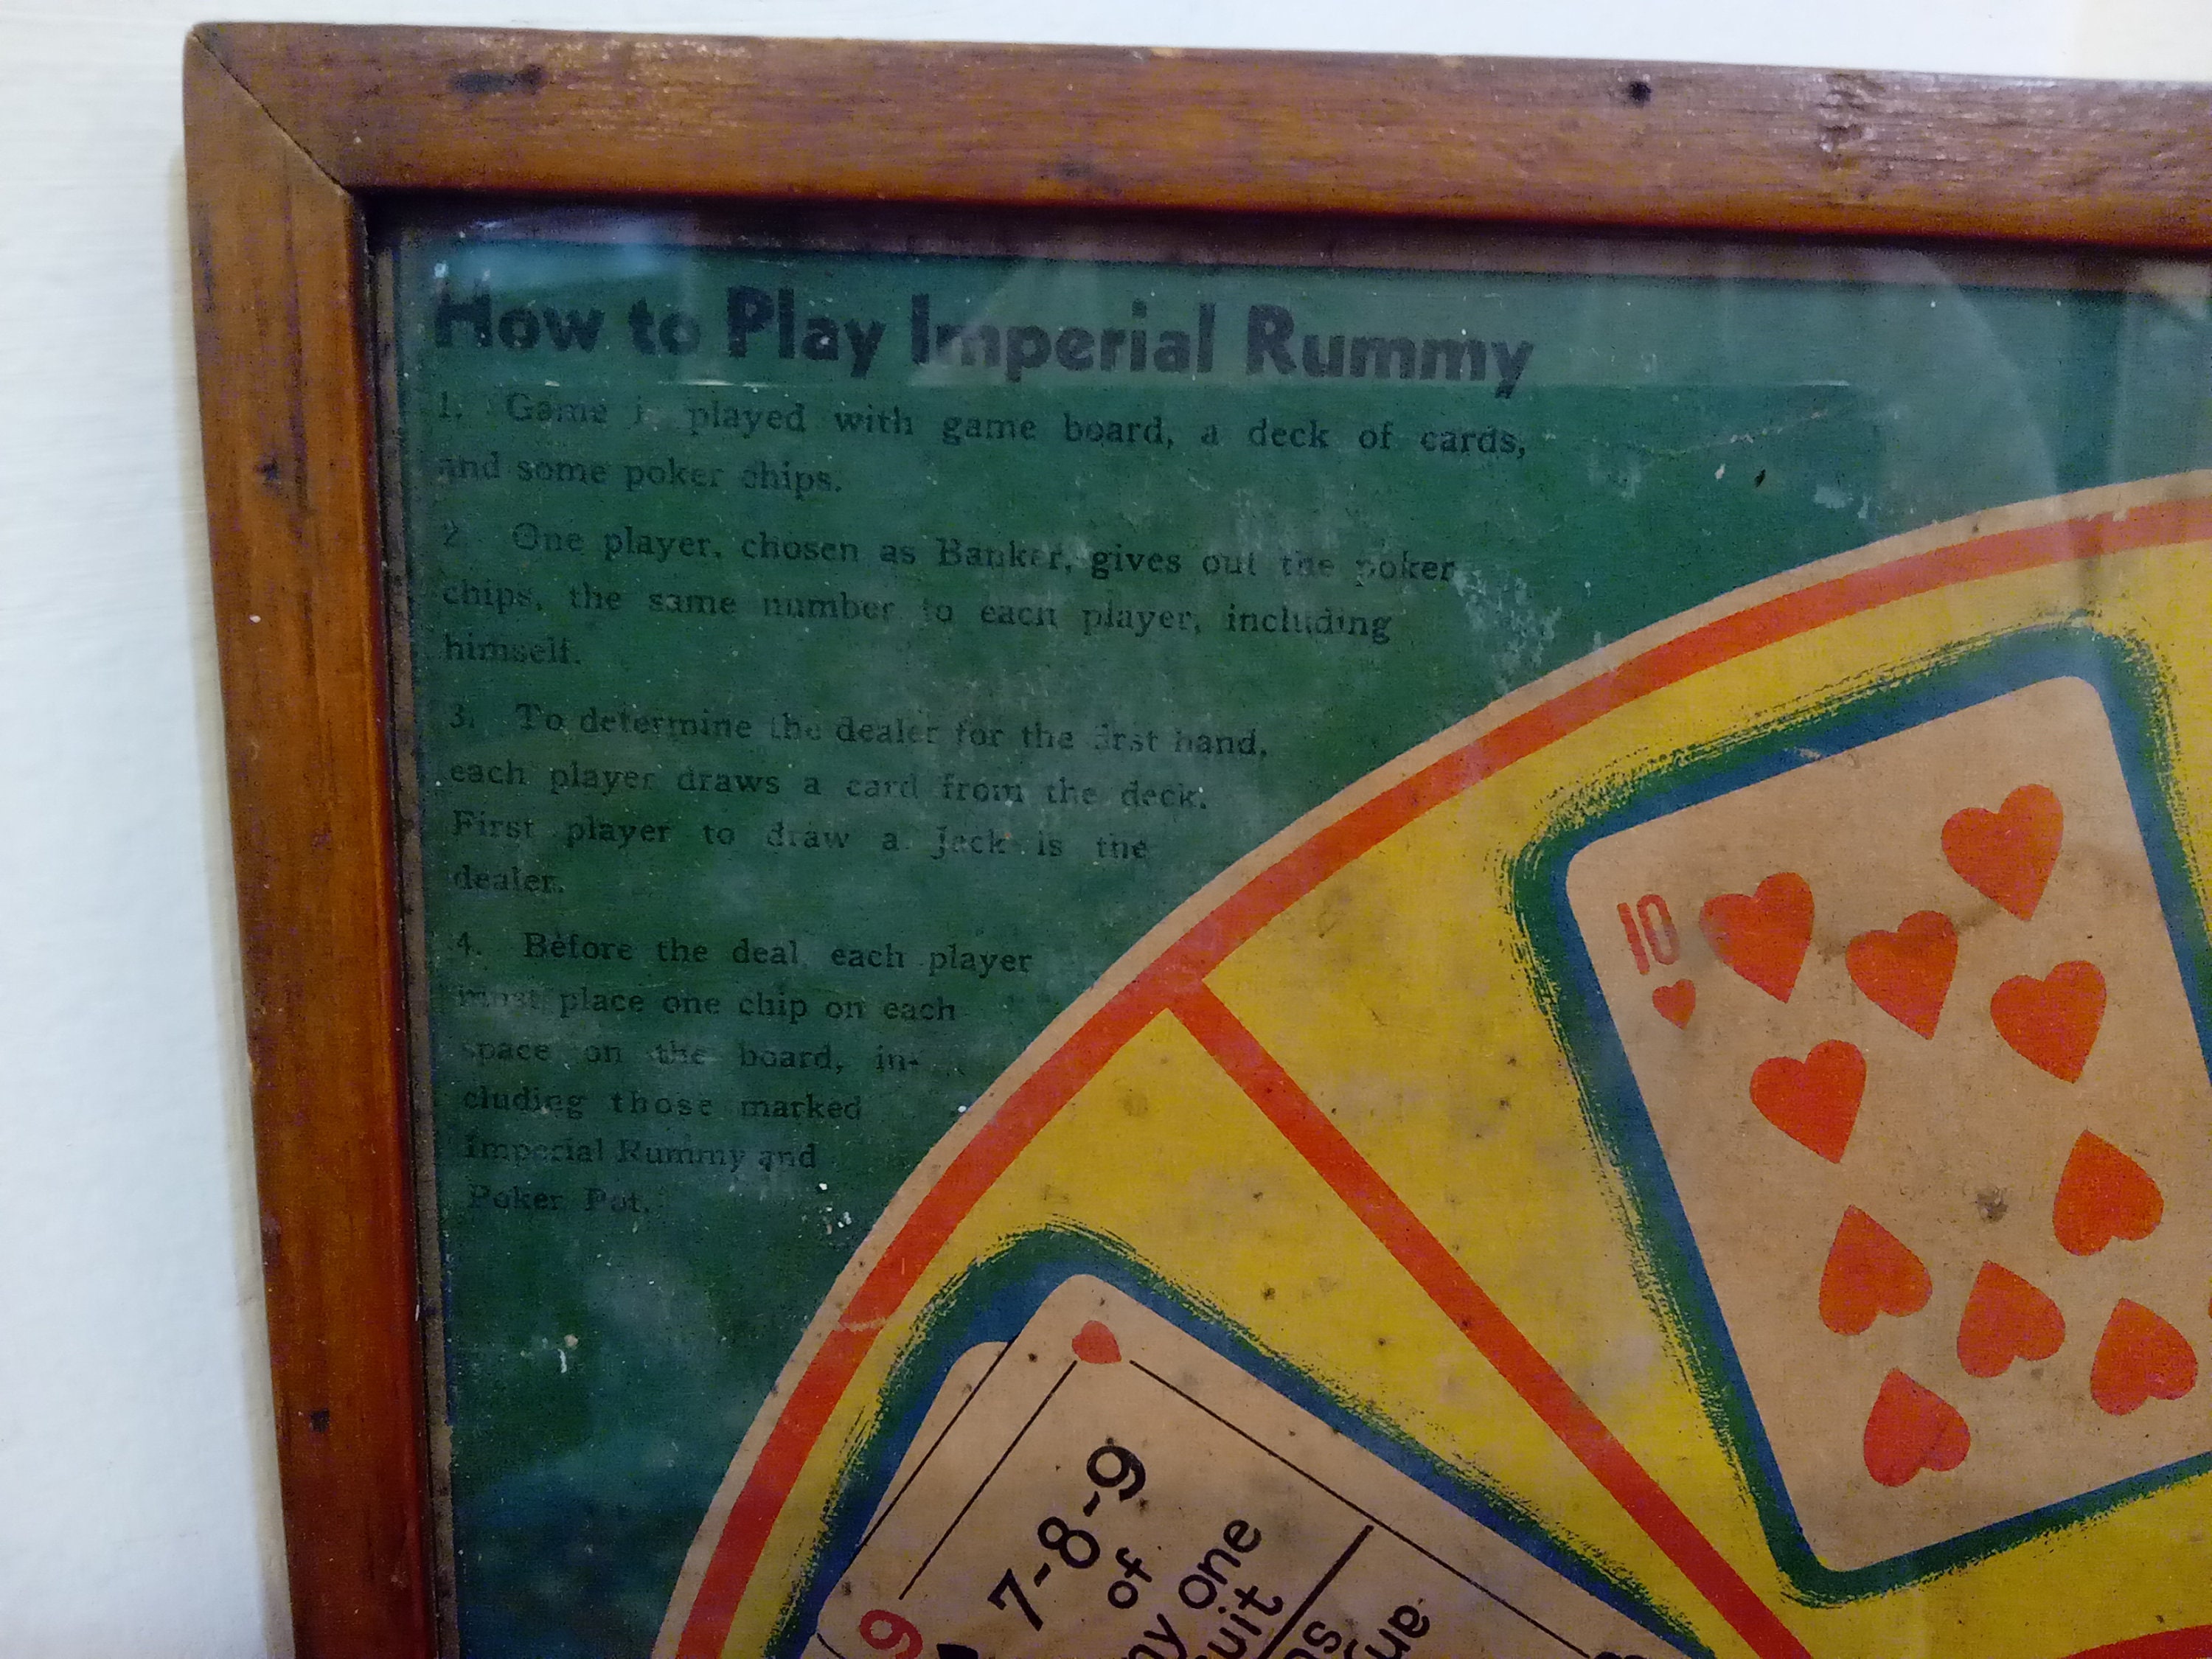 How to Play Imperial Rummy
1. Game is played with game board, a deck of cards,
and some poker chips.
2. One player, chosen as Banker, gives out the poker
chips, the same number to each player, including
himself.
3. To determine the dealer for the first hand,
each player draws a card from the deck.
First player to draw a Jack is the
dealer.
4. Before the deal, each player
must place one chip on each
space on the board, in-
cluding those marked
Imperial Rummy and
Poker Pot.
10
9
7-8-9
of
one